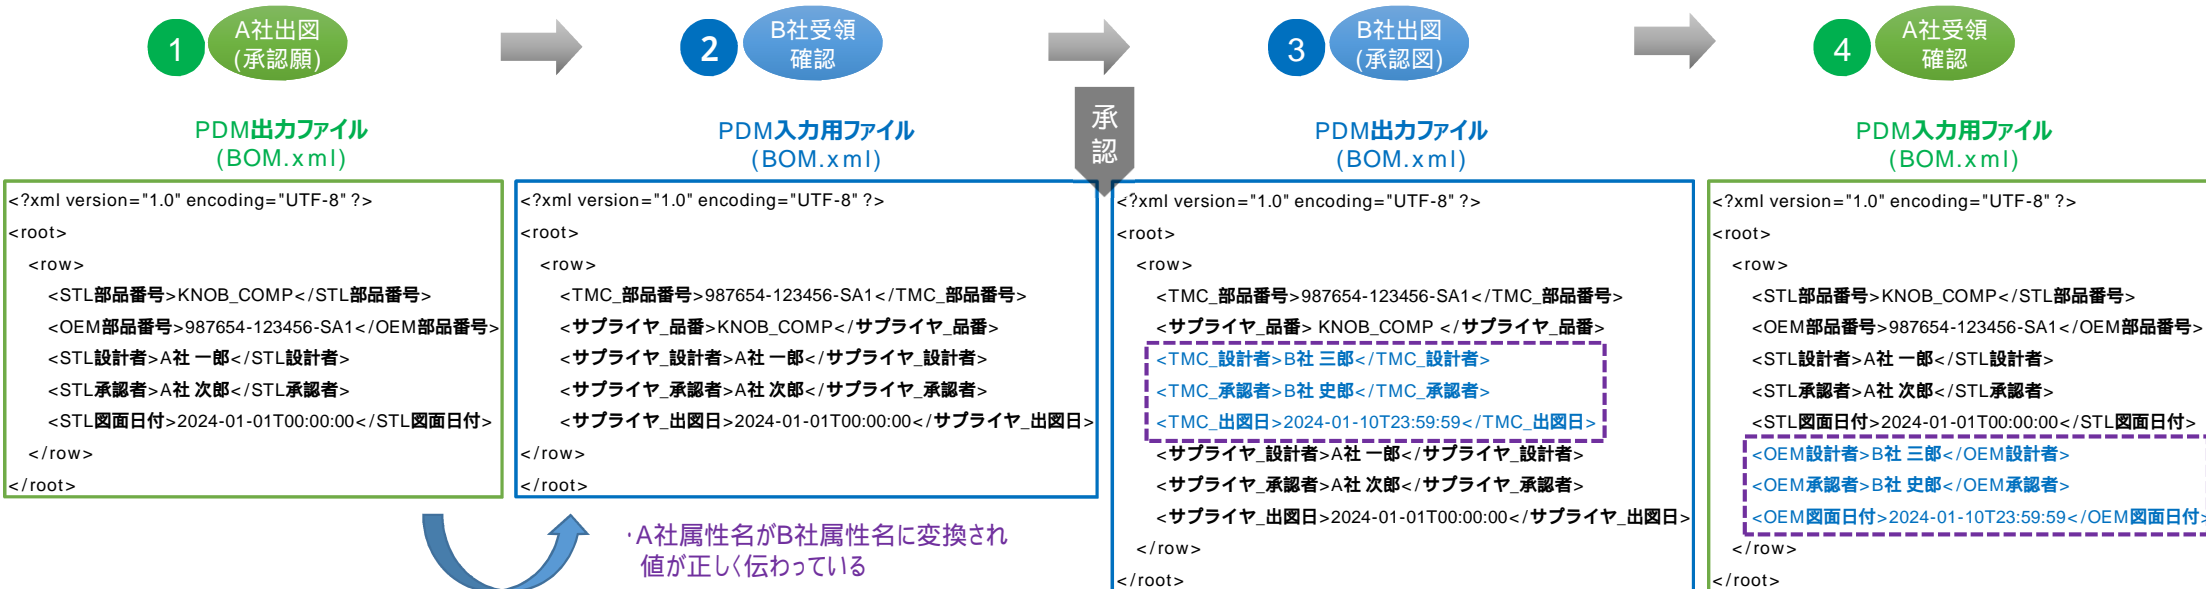 1
A社出図
(承認願)
2
B社受領
確認
3
B社出図
(承認図)
4
A社受領
確認
承
認
PDM出力ファイル
(BOM.xml)
<?xml version="1.0" encoding="UTF-8" ?>
<root>
<row>
<STL部品番号>KNOB_COMP</STL部品番号>
<OEM部品番号>987654-123456-SA1</OEM部品番号>
<STL設計者>A社 一郎</STL設計者>
<STL承認者>A社 次郎</STL承認者>
<STL図面日付>2024-01-01T00:00:00</STL図面日付>
</row>
</root>
PDM入力用ファイル
(BOM.xml)
<?xml version="1.0" encoding="UTF-8" ?>
<root>
<row>
<TMC_部品番号>987654-123456-SA1</TMC_部品番号>
<サプライヤ_品番>KNOB_COMP</サプライヤ_品番>
<サプライヤ_設計者>A社 一郎</サプライヤ_設計者>
<サプライヤ_承認者>A社 次郎</サプライヤ_承認者>
<サプライヤ_出図日>2024-01-01T00:00:00</サプライヤ_出図日>
</row>
</root>
・A社属性名がB社属性名に変換され
値が正しく伝わっている
PDM出力ファイル
(BOM.xml)
<?xml version="1.0" encoding="UTF-8" ?>
<root>
<row>
<TMC_部品番号>987654-123456-SA1</TMC_部品番号>
<サプライヤ_品番> KNOB_COMP </サプライヤ_品番>
<TMC_設計者>B社 三郎</TMC_設計者>
<TMC_承認者>B社 史郎</TMC_承認者>
<TMC_出図日>2024-01-10T23:59:59</TMC_出図日>
<サプライヤ_設計者>A社 一郎</サプライヤ_設計者>
<サプライヤ_承認者>A社 次郎</サプライヤ_承認者>
<サプライヤ_出図日>2024-01-01T00:00:00</サプライヤ_出図日>
</row>
</root>
PDM入力用ファイル
(BOM.xml)
<?xml version="1.0" encoding="UTF-8" ?>
<root>
<row>
<STL部品番号>KNOB_COMP</STL部品番号>
<OEM部品番号>987654-123456-SA1</OEM部品番号>
<STL設計者>A社 一郎</STL設計者>
<STL承認者>A社 次郎</STL承認者>
<STL図面日付>2024-01-01T00:00:00</STL図面日付>
<OEM設計者>B社 三郎</OEM設計者>
<OEM承認者>B社 史郎</OEM承認者>
<OEM図面日付>2024-01-10T23:59:59</OEM図面日付>
</row>
</root>